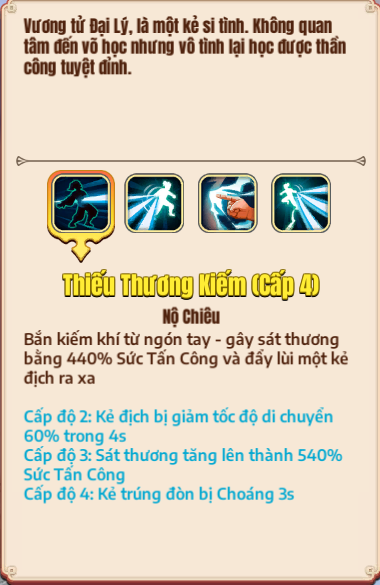 Vương tử Đại Lý, là một kẻ si tình. Không quan
tâm đến võ học nhưng vô tình lại học được thần
công tuyệt đỉnh.
Thiếu Thương Kiếm (Cấp 4)
Nộ Chiêu
Bắn kiếm khí từ ngón tay - gây sát thương
bằng 440% Sức Tấn Công và đẩy lùi một kẻ
địch ra xa
Cấp độ 2: Kẻ địch bị giảm tốc độ di chuyển
60% trong 4s
Cấp độ 3: Sát thương tăng lên thành 540%
Sức Tấn Công
Cấp độ 4: Kẻ trúng đòn bị Choáng 3s